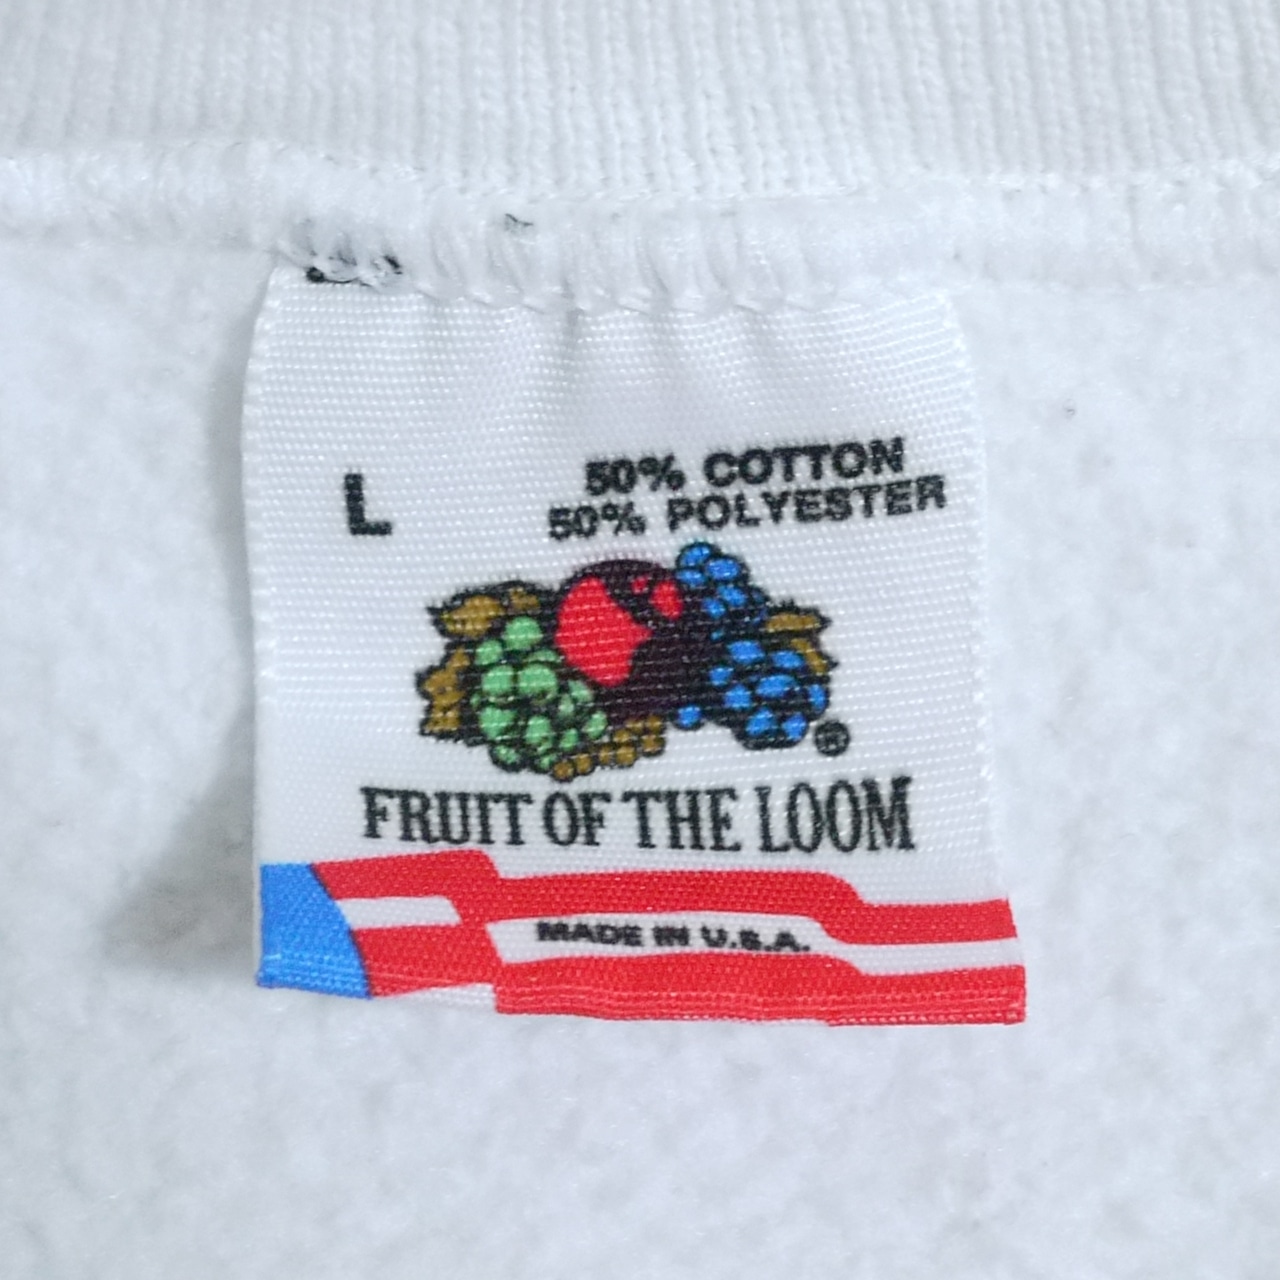 L
50% COTTON
50% POLYESTER
®
FRUIT OF THE LOOM
MADE IN U.S.A.